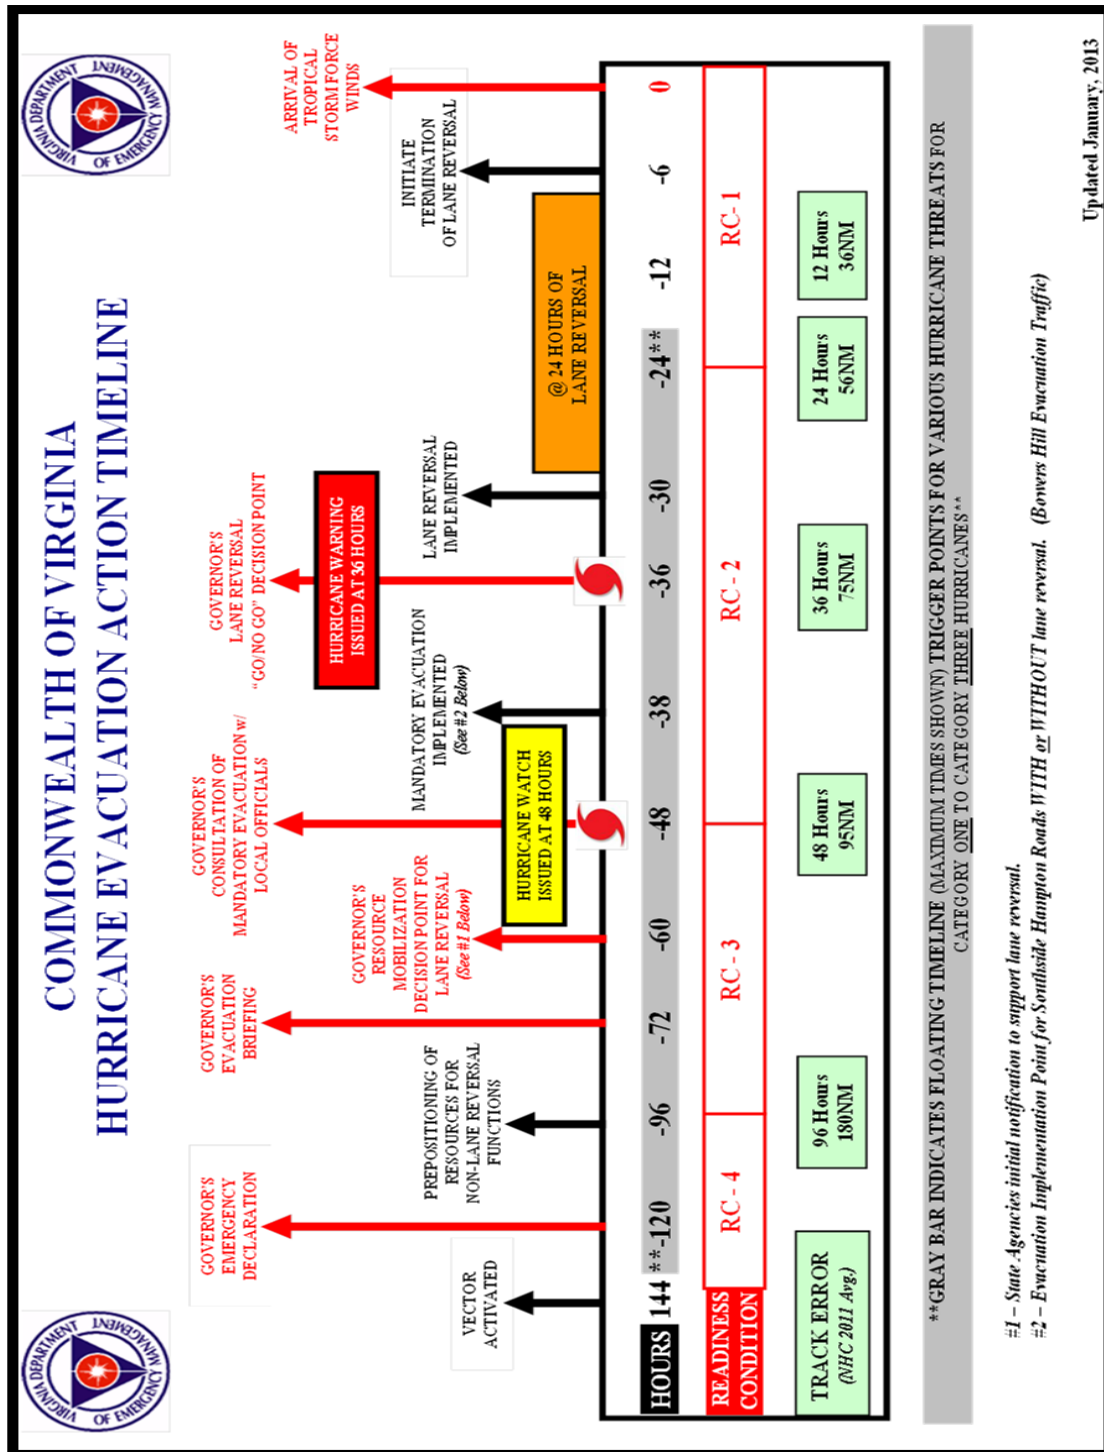 COMMONWEALTH OF VIRGINIA
HURRICANE EVACUATION ACTION TIMELINE
VIRGINIA DEPARTMENT
OF EMERGENCY MANAGEMENT
VIRGINIA DEPARTMENT
OF EMERGENCY MANAGEMENT
VECTOR
ACTIVATED
GOVERNOR'S
EMERGENCY
DECLARATION
PREPOSITIONING OF
RESOURCES FOR
NON-LANE REVERSAL
FUNCTIONS
GOVERNOR'S
EVACUATION
BRIEFING
GOVERNOR'S
RESOURCE
MOBILIZATION
DECISION POINT FOR
LANE REVERSAL
(See #1 Below)
GOVERNOR'S
CONSULTATION OF
MANDATORY EVACUATION w/
LOCAL OFFICIALS
HURRICANE WATCH
ISSUED AT 48 HOURS
MANDATORY EVACUATION
IMPLEMENTED
(See #2 Below)
GOVERNOR'S
LANE REVERSAL
"GO/NO GO" DECISION POINT
HURRICANE WARNING
ISSUED AT 36 HOURS
LANE REVERSAL
IMPLEMENTED
@ 24 HOURS OF
LANE REVERSAL
INITIATE
TERMINATION
OF LANE REVERSAL
ARRIVAL OF
TROPICAL
STORM FORCE
WINDS
HOURS 144 **-120 -96 -72 -60 -48 -38 -36 -30 -24** -12 -6 0
READINESS
CONDITION
RC - 4 RC - 3 RC - 2 RC - 1
TRACK ERROR
(NHC 2011 Avg.)
96 Hours
180NM
48 Hours
95NM
36 Hours
75NM
24 Hours
56NM
12 Hours
36NM
**GRAY BAR INDICATES FLOATING TIMELINE (MAXIMUM TIMES SHOWN) TRIGGER POINTS FOR VARIOUS HURRICANE THREATS FOR
CATEGORY ONE TO CATEGORY THREE HURRICANES**
#1 – State Agencies initial notification to support lane reversal.
#2 – Evacuation Implementation Point for Southside Hampton Roads WITH or WITHOUT lane reversal. (Bowers Hill Evacuation Traffic)
Updated January, 2013